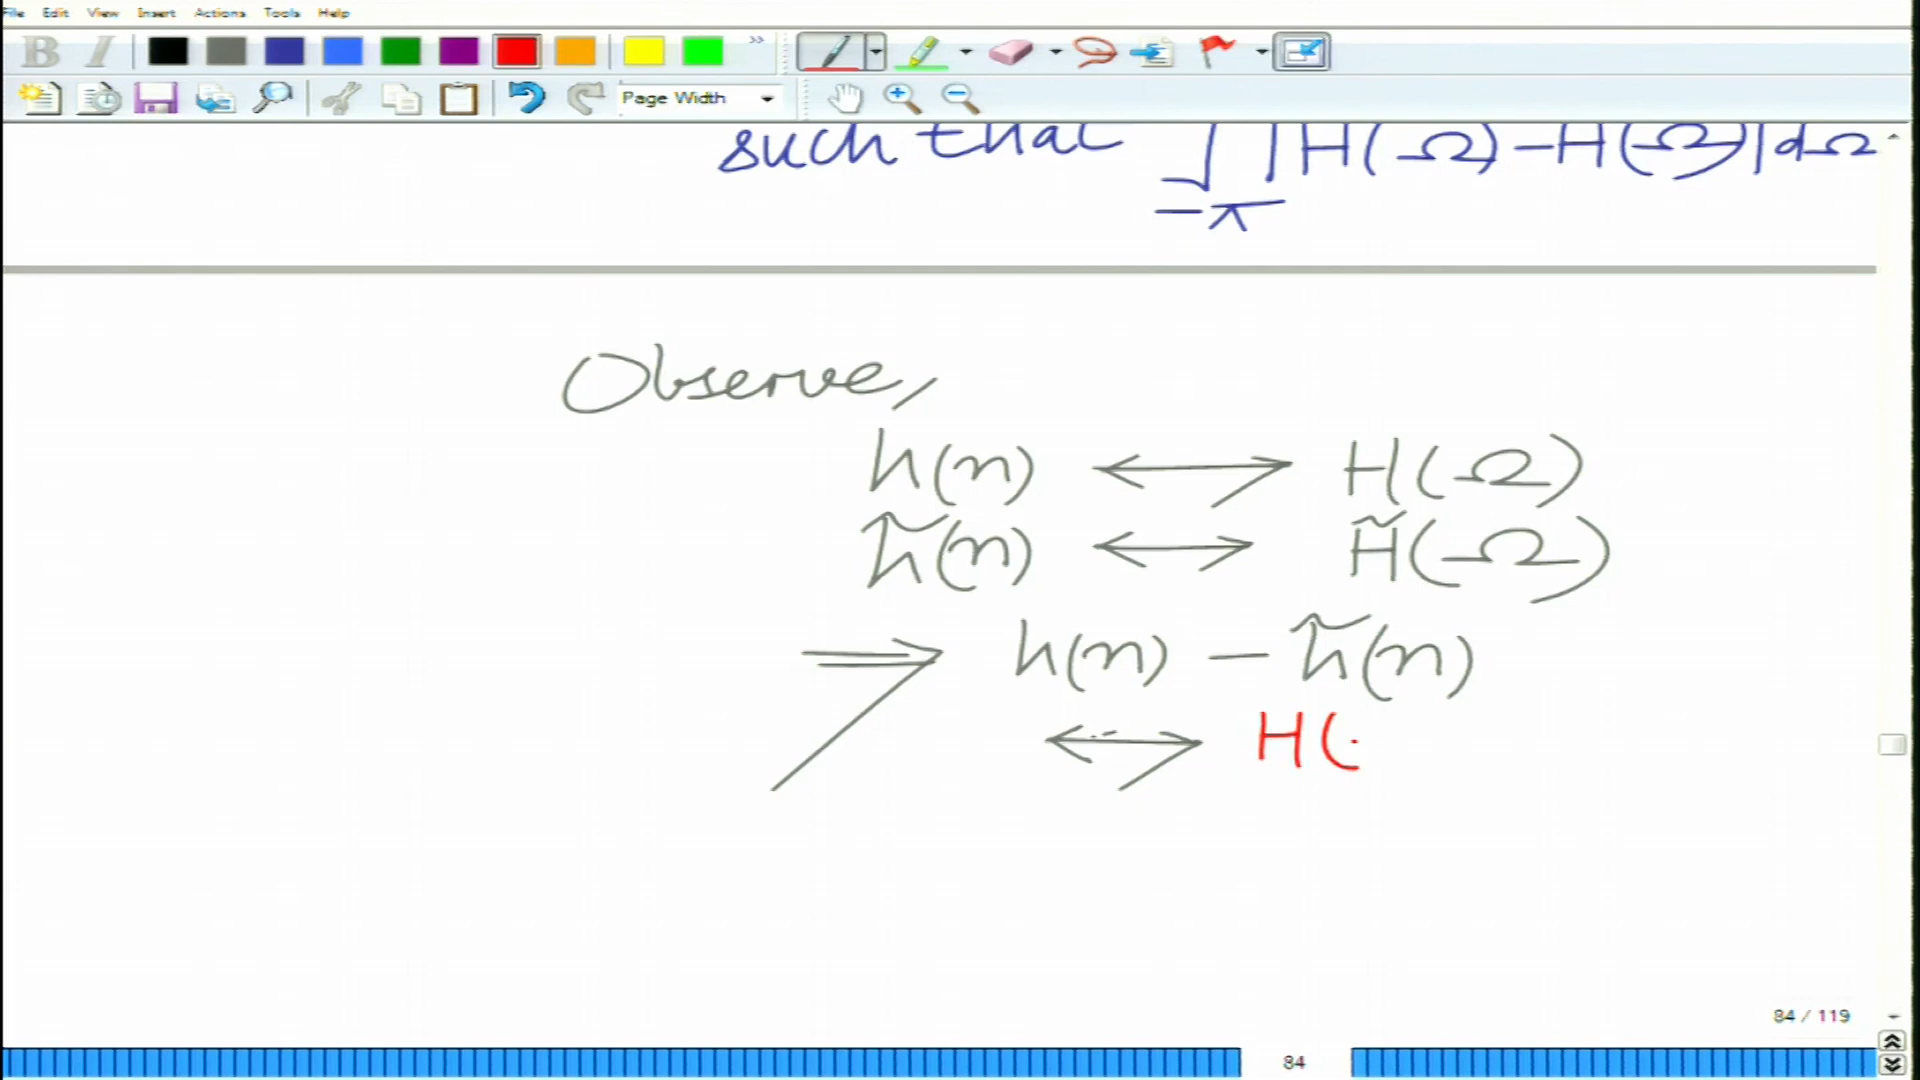 File Edit View Insert Actions Tools Help
B I
Page Width
such that ∫ |H(Ω) - H(Ω)|dΩ
-π
Observe,
h(n) ↔ H(Ω)
h̃(n) ↔ H̃(Ω)
⇒ h(n) - h̃(n)
↔ H(
84 / 119
84